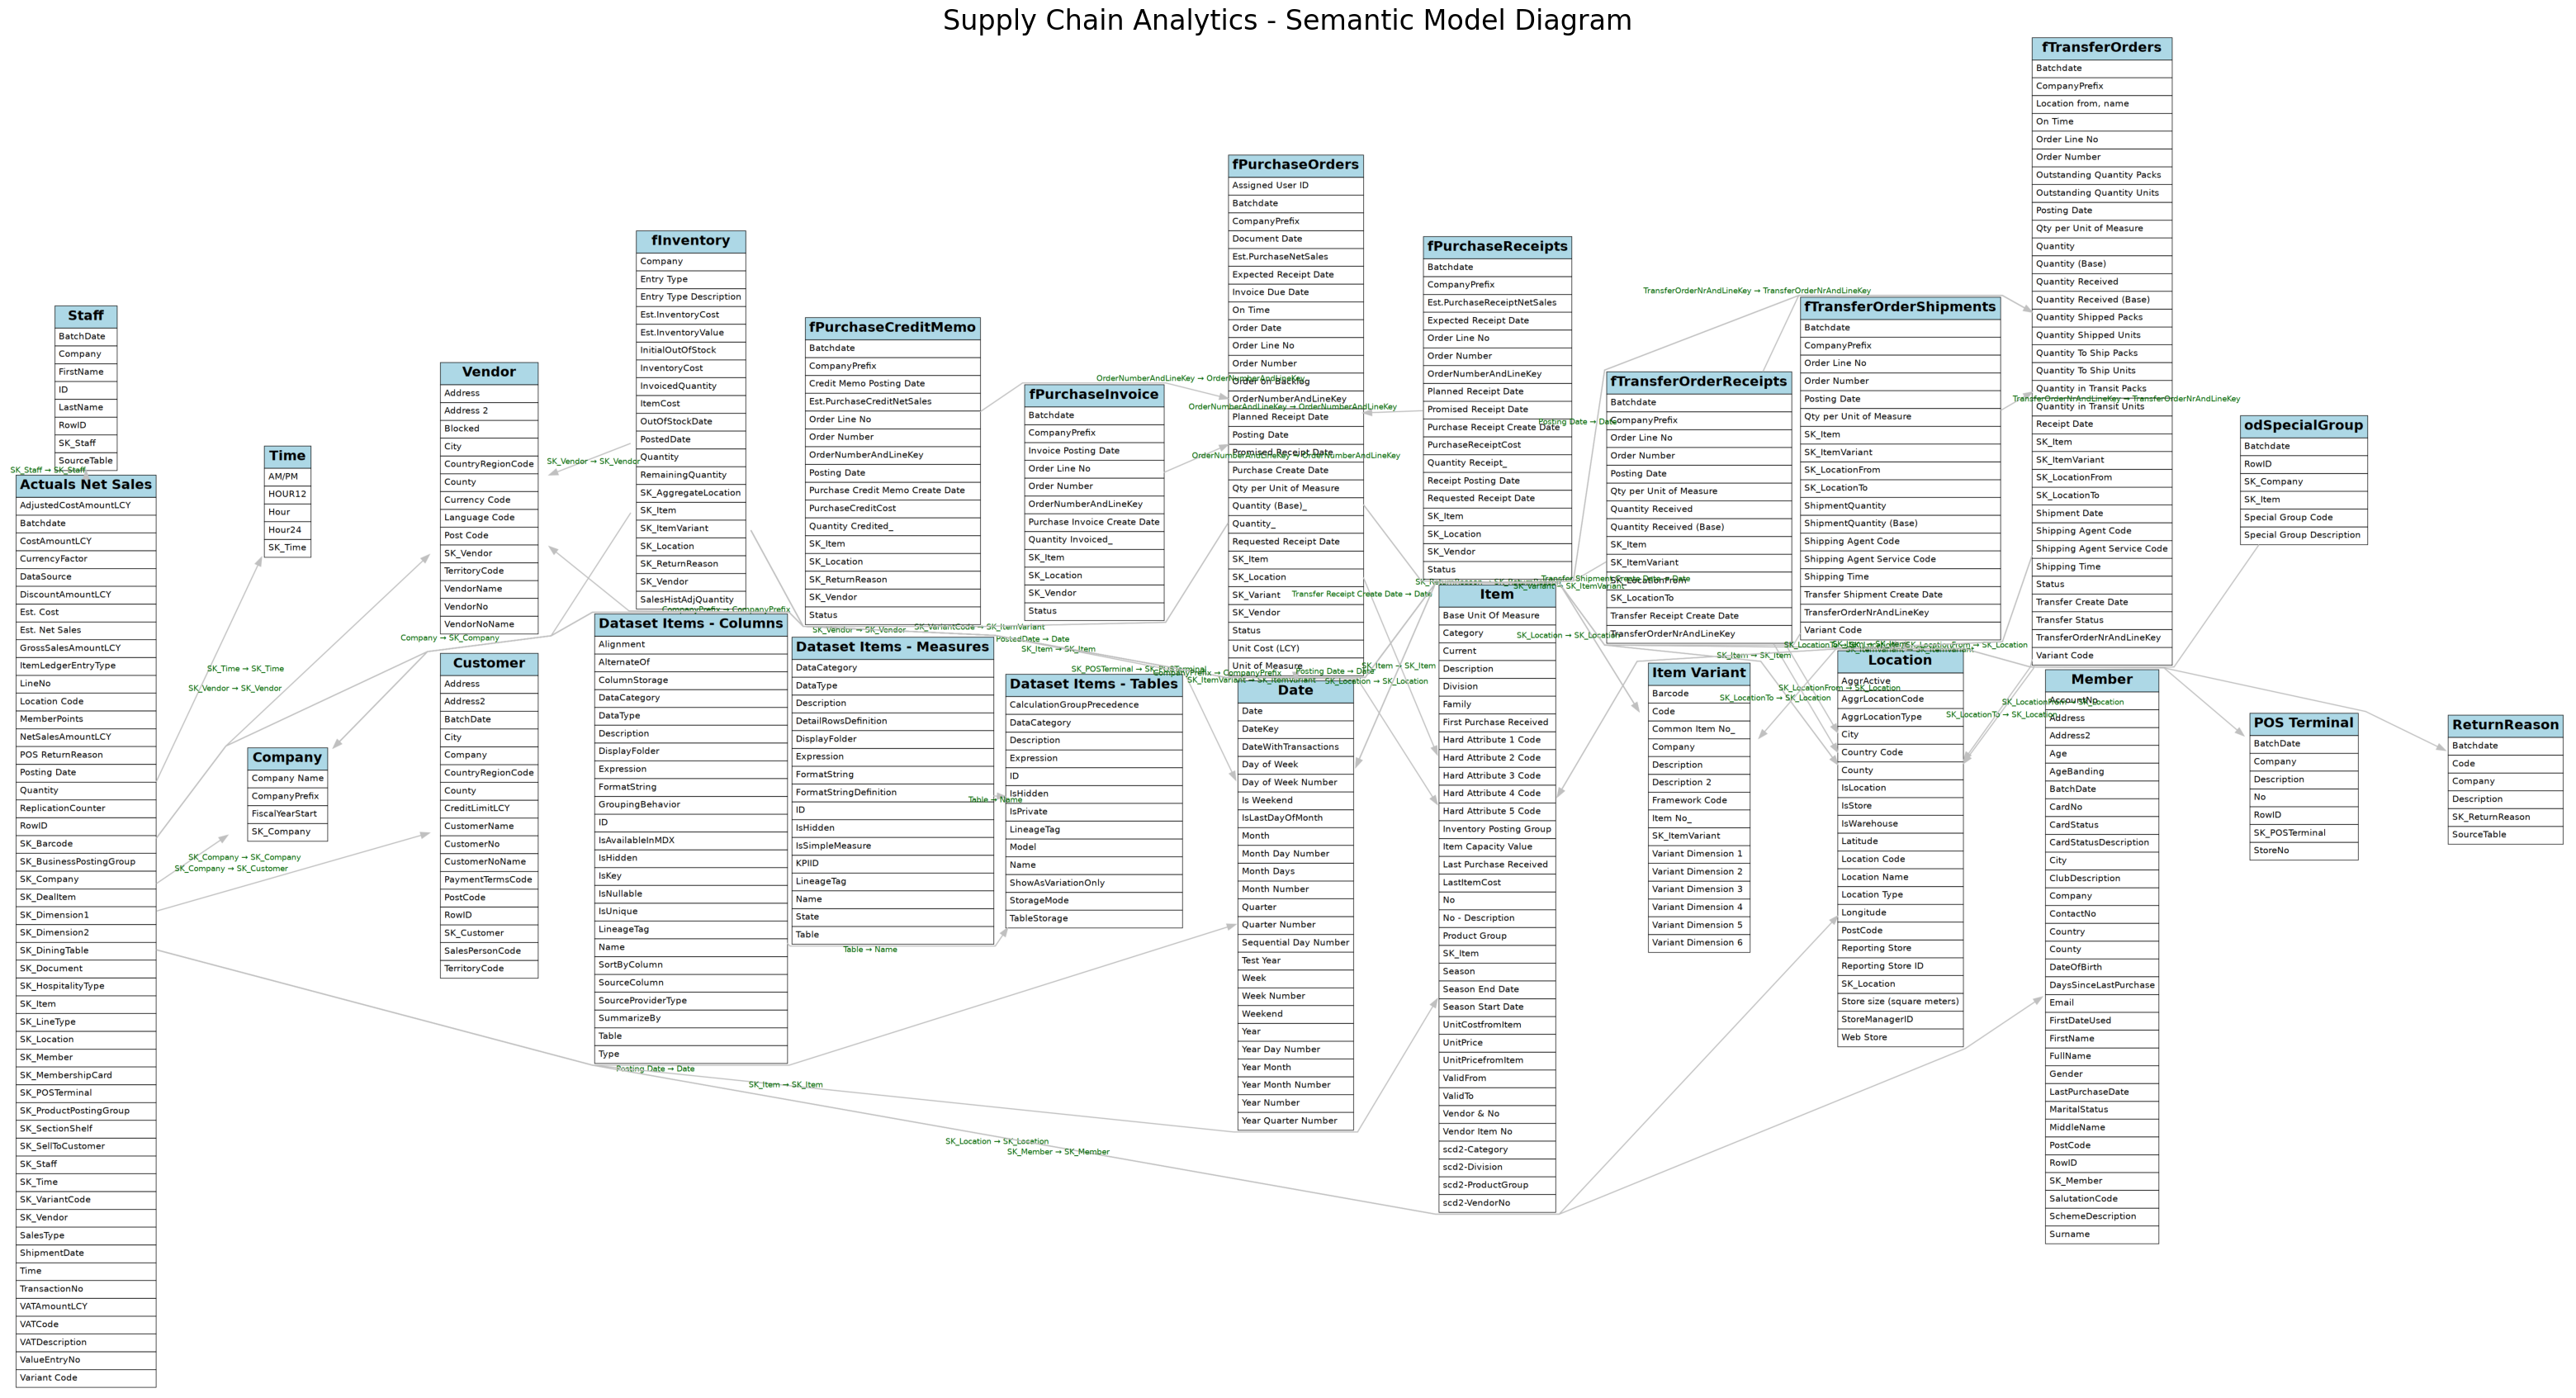 Supply Chain Analytics - Semantic Model Diagram
Staff
BatchDate
Company
FirstName
ID
LastName
RowID
SK_Staff
SourceTable
SK_Staff → SK_Staff
Actuals Net Sales
AdjustedCostAmountLCY
Batchdate
CostAmountLCY
CurrencyFactor
DataSource
DiscountAmountLCY
Est. Cost
Est. Net Sales
GrossSalesAmountLCY
ItemLedgerEntryType
LineNo
Location Code
MemberPoints
NetSalesAmountLCY
POS ReturnReason
Posting Date
Quantity
ReplicationCounter
RowID
SK_Barcode
SK_BusinessPostingGroup
SK_Company
SK_DealItem
SK_Dimension1
SK_Dimension2
SK_DiningTable
SK_Document
SK_HospitalityType
SK_Item
SK_LineType
SK_Location
SK_Member
SK_MembershipCard
SK_POSTerminal
SK_ProductPostingGroup
SK_SectionShelf
SK_SellToCustomer
SK_Staff
SK_Time
SK_VariantCode
SK_Vendor
SalesType
ShipmentDate
Time
TransactionNo
VATAmountLCY
VATCode
VATDescription
ValueEntryNo
Variant Code
Time
AM/PM
HOUR12
Hour
Hour24
SK_Time
SK_Time → SK_Time
SK_Vendor → SK_Vendor
Company
Company Name
CompanyPrefix
FiscalYearStart
SK_Company
SK_Company → SK_Company
SK_Company → SK_Customer
Vendor
Address
Address 2
Blocked
City
CountryRegionCode
County
Currency Code
Language Code
Post Code
SK_Vendor
TerritoryCode
VendorName
VendorNo
VendorNoName
Company → SK_Company
Customer
Address
Address2
BatchDate
City
Company
CountryRegionCode
County
CreditLimitLCY
CustomerName
CustomerNo
CustomerNoName
PaymentTermsCode
PostCode
RowID
SK_Customer
SalesPersonCode
TerritoryCode
fInventory
Company
Entry Type
Entry Type Description
Est.InventoryCost
Est.InventoryValue
InitialOutOfStock
InventoryCost
InvoicedQuantity
ItemCost
OutOfStockDate
PostedDate
Quantity
RemainingQuantity
SK_AggregateLocation
SK_Item
SK_ItemVariant
SK_Location
SK_ReturnReason
SK_Vendor
SalesHistAdjQuantity
SK_Vendor → SK_Vendor
CompanyPrefix → CompanyPrefix
Dataset Items - Columns
Alignment
AlternateOf
ColumnStorage
DataCategory
DataType
Description
DisplayFolder
Expression
FormatString
GroupingBehavior
ID
IsAvailableInMDX
IsHidden
IsKey
IsNullable
IsUnique
LineageTag
Name
SortByColumn
SourceColumn
SourceProviderType
SummarizeBy
Table
Type
Posting Date → Date
SK_Item → SK_Item
fPurchaseCreditMemo
Batchdate
CompanyPrefix
Credit Memo Posting Date
Est.PurchaseCreditNetSales
Order Line No
Order Number
OrderNumberAndLineKey
Posting Date
Purchase Credit Memo Create Date
PurchaseCreditCost
Quantity Credited_
SK_Item
SK_Location
SK_ReturnReason
SK_Vendor
Status
SK_Vendor → SK_Vendor
SK_VariantCode → SK_ItemVariant
Dataset Items - Measures
DataCategory
DataType
Description
DetailRowsDefinition
DisplayFolder
Expression
FormatString
FormatStringDefinition
ID
IsHidden
IsSimpleMeasure
KPIID
LineageTag
Name
State
Table
Table → Name
Table → Name
fPurchaseInvoice
Batchdate
CompanyPrefix
Invoice Posting Date
Order Line No
Order Number
OrderNumberAndLineKey
Purchase Invoice Create Date
Quantity Invoiced_
SK_Item
SK_Location
SK_Vendor
Status
PostedDate → Date
SK_Item → SK_Item
SK_POSTerminal → SK_POSTerminal
CompanyPrefix → CompanyPrefix
SK_ItemVariant → SK_ItemVariant
Dataset Items - Tables
CalculationGroupPrecedence
DataCategory
Description
Expression
ID
IsHidden
IsPrivate
LineageTag
Model
Name
ShowAsVariationOnly
StorageMode
TableStorage
SK_Location → SK_Location
SK_Member → SK_Member
fPurchaseOrders
Assigned User ID
Batchdate
CompanyPrefix
Document Date
Est.PurchaseNetSales
Expected Receipt Date
Invoice Due Date
On Time
Order Date
Order Line No
Order Number
Order on Backlog
OrderNumberAndLineKey → OrderNumberAndLineKey
OrderNumberAndLineKey
OrderNumberAndLineKey → OrderNumberAndLineKey
Planned Receipt Date
Posting Date
Promised Receipt Date
OrderNumberAndLineKey → OrderNumberAndLineKey
Purchase Create Date
Qty per Unit of Measure
Quantity (Base)_
Quantity_
Requested Receipt Date
SK_Item
SK_Location
SK_Variant
SK_Vendor
Status
Unit Cost (LCY)
Unit of Measure
Posting Date → Date
SK_Item → SK_Item
SK_Location → SK_Location
Date
Date
DateKey
DateWithTransactions
Day of Week
Day of Week Number
Is Weekend
IsLastDayOfMonth
Month
Month Day Number
Month Days
Month Number
Quarter
Quarter Number
Sequential Day Number
Test Year
Week
Week Number
Weekend
Year
Year Day Number
Year Month
Year Month Number
Year Number
Year Quarter Number
fPurchaseReceipts
Batchdate
CompanyPrefix
Est.PurchaseReceiptNetSales
Expected Receipt Date
Order Line No
Order Number
OrderNumberAndLineKey
Planned Receipt Date
Promised Receipt Date
Purchase Receipt Create Date
PurchaseReceiptCost
Quantity Receipt_
Receipt Posting Date
Requested Receipt Date
SK_Item
SK_Location
SK_Vendor
Status
Posting Date → Date
Transfer Shipment Create Date → Date
SK_Variant → SK_ItemVariant
Transfer Receipt Create Date → Date
Item
Base Unit Of Measure
Category
Current
Description
Division
Family
First Purchase Received
Hard Attribute 1 Code
Hard Attribute 2 Code
Hard Attribute 3 Code
Hard Attribute 4 Code
Hard Attribute 5 Code
Inventory Posting Group
Item Capacity Value
Last Purchase Received
LastItemCost
No
No - Description
Product Group
SK_Item
Season
Season End Date
Season Start Date
UnitCostfromItem
UnitPrice
UnitPricefromItem
ValidFrom
ValidTo
Vendor & No
Vendor Item No
scd2-Category
scd2-Division
scd2-ProductGroup
scd2-VendorNo
fTransferOrderReceipts
Batchdate
CompanyPrefix
Order Line No
Order Number
Posting Date
Qty per Unit of Measure
Quantity Received
Quantity Received (Base)
SK_Item
SK_ItemVariant
SK_LocationFrom
SK_LocationTo
Transfer Receipt Create Date
TransferOrderNrAndLineKey
SK_Location → SK_Location
SK_Item → SK_Item
Item Variant
Barcode
Code
Common Item No_
Company
Description
Description 2
Framework Code
Item No_
SK_ItemVariant
Variant Dimension 1
Variant Dimension 2
Variant Dimension 3
Variant Dimension 4
Variant Dimension 5
Variant Dimension 6
TransferOrderNrAndLineKey → TransferOrderNrAndLineKey
fTransferOrderShipments
Batchdate
CompanyPrefix
Order Line No
Order Number
Posting Date
Qty per Unit of Measure
SK_Item
SK_ItemVariant
SK_LocationFrom
SK_LocationTo
ShipmentQuantity
ShipmentQuantity (Base)
Shipping Agent Code
Shipping Agent Service Code
Shipping Time
Transfer Shipment Create Date
TransferOrderNrAndLineKey
Variant Code
SK_LocationFrom → SK_Location
SK_LocationTo → SK_Location
Location
AggrActive
AggrLocationCode
AggrLocationType
City
Country Code
County
IsLocation
IsStore
IsWarehouse
Latitude
Location Code
Location Name
Location Type
Longitude
PostCode
Reporting Store
Reporting Store ID
SK_Location
Store size (square meters)
StoreManagerID
Web Store
fTransferOrders
Batchdate
CompanyPrefix
Location from, name
On Time
Order Line No
Order Number
Outstanding Quantity Packs
Outstanding Quantity Units
Posting Date
Qty per Unit of Measure
Quantity
Quantity (Base)
Quantity Received
Quantity Received (Base)
Quantity Shipped Packs
Quantity Shipped Units
Quantity To Ship Packs
Quantity To Ship Units
Quantity in Transit Packs
TransferOrderNrAndLineKey → TransferOrderNrAndLineKey
Quantity in Transit Units
Receipt Date
SK_Item
SK_ItemVariant
SK_LocationFrom
SK_LocationTo
Shipment Date
Shipping Agent Code
Shipping Agent Service Code
Shipping Time
Status
Transfer Create Date
Transfer Status
TransferOrderNrAndLineKey
Variant Code
SK_LocationFrom → SK_Location
SK_LocationTo → SK_Location
Member
AccountNo
Address
Address2
Age
AgeBanding
BatchDate
CardNo
CardStatus
CardStatusDescription
City
ClubDescription
Company
ContactNo
Country
County
DateOfBirth
DaysSinceLastPurchase
Email
FirstDateUsed
FirstName
FullName
Gender
LastPurchaseDate
MaritalStatus
MiddleName
PostCode
RowID
SK_Member
SalutationCode
SchemeDescription
Surname
odSpecialGroup
Batchdate
RowID
SK_Company
SK_Item
Special Group Code
Special Group Description
POS Terminal
BatchDate
Company
Description
No
RowID
SK_POSTerminal
StoreNo
ReturnReason
Batchdate
Code
Company
Description
SK_ReturnReason
SourceTable